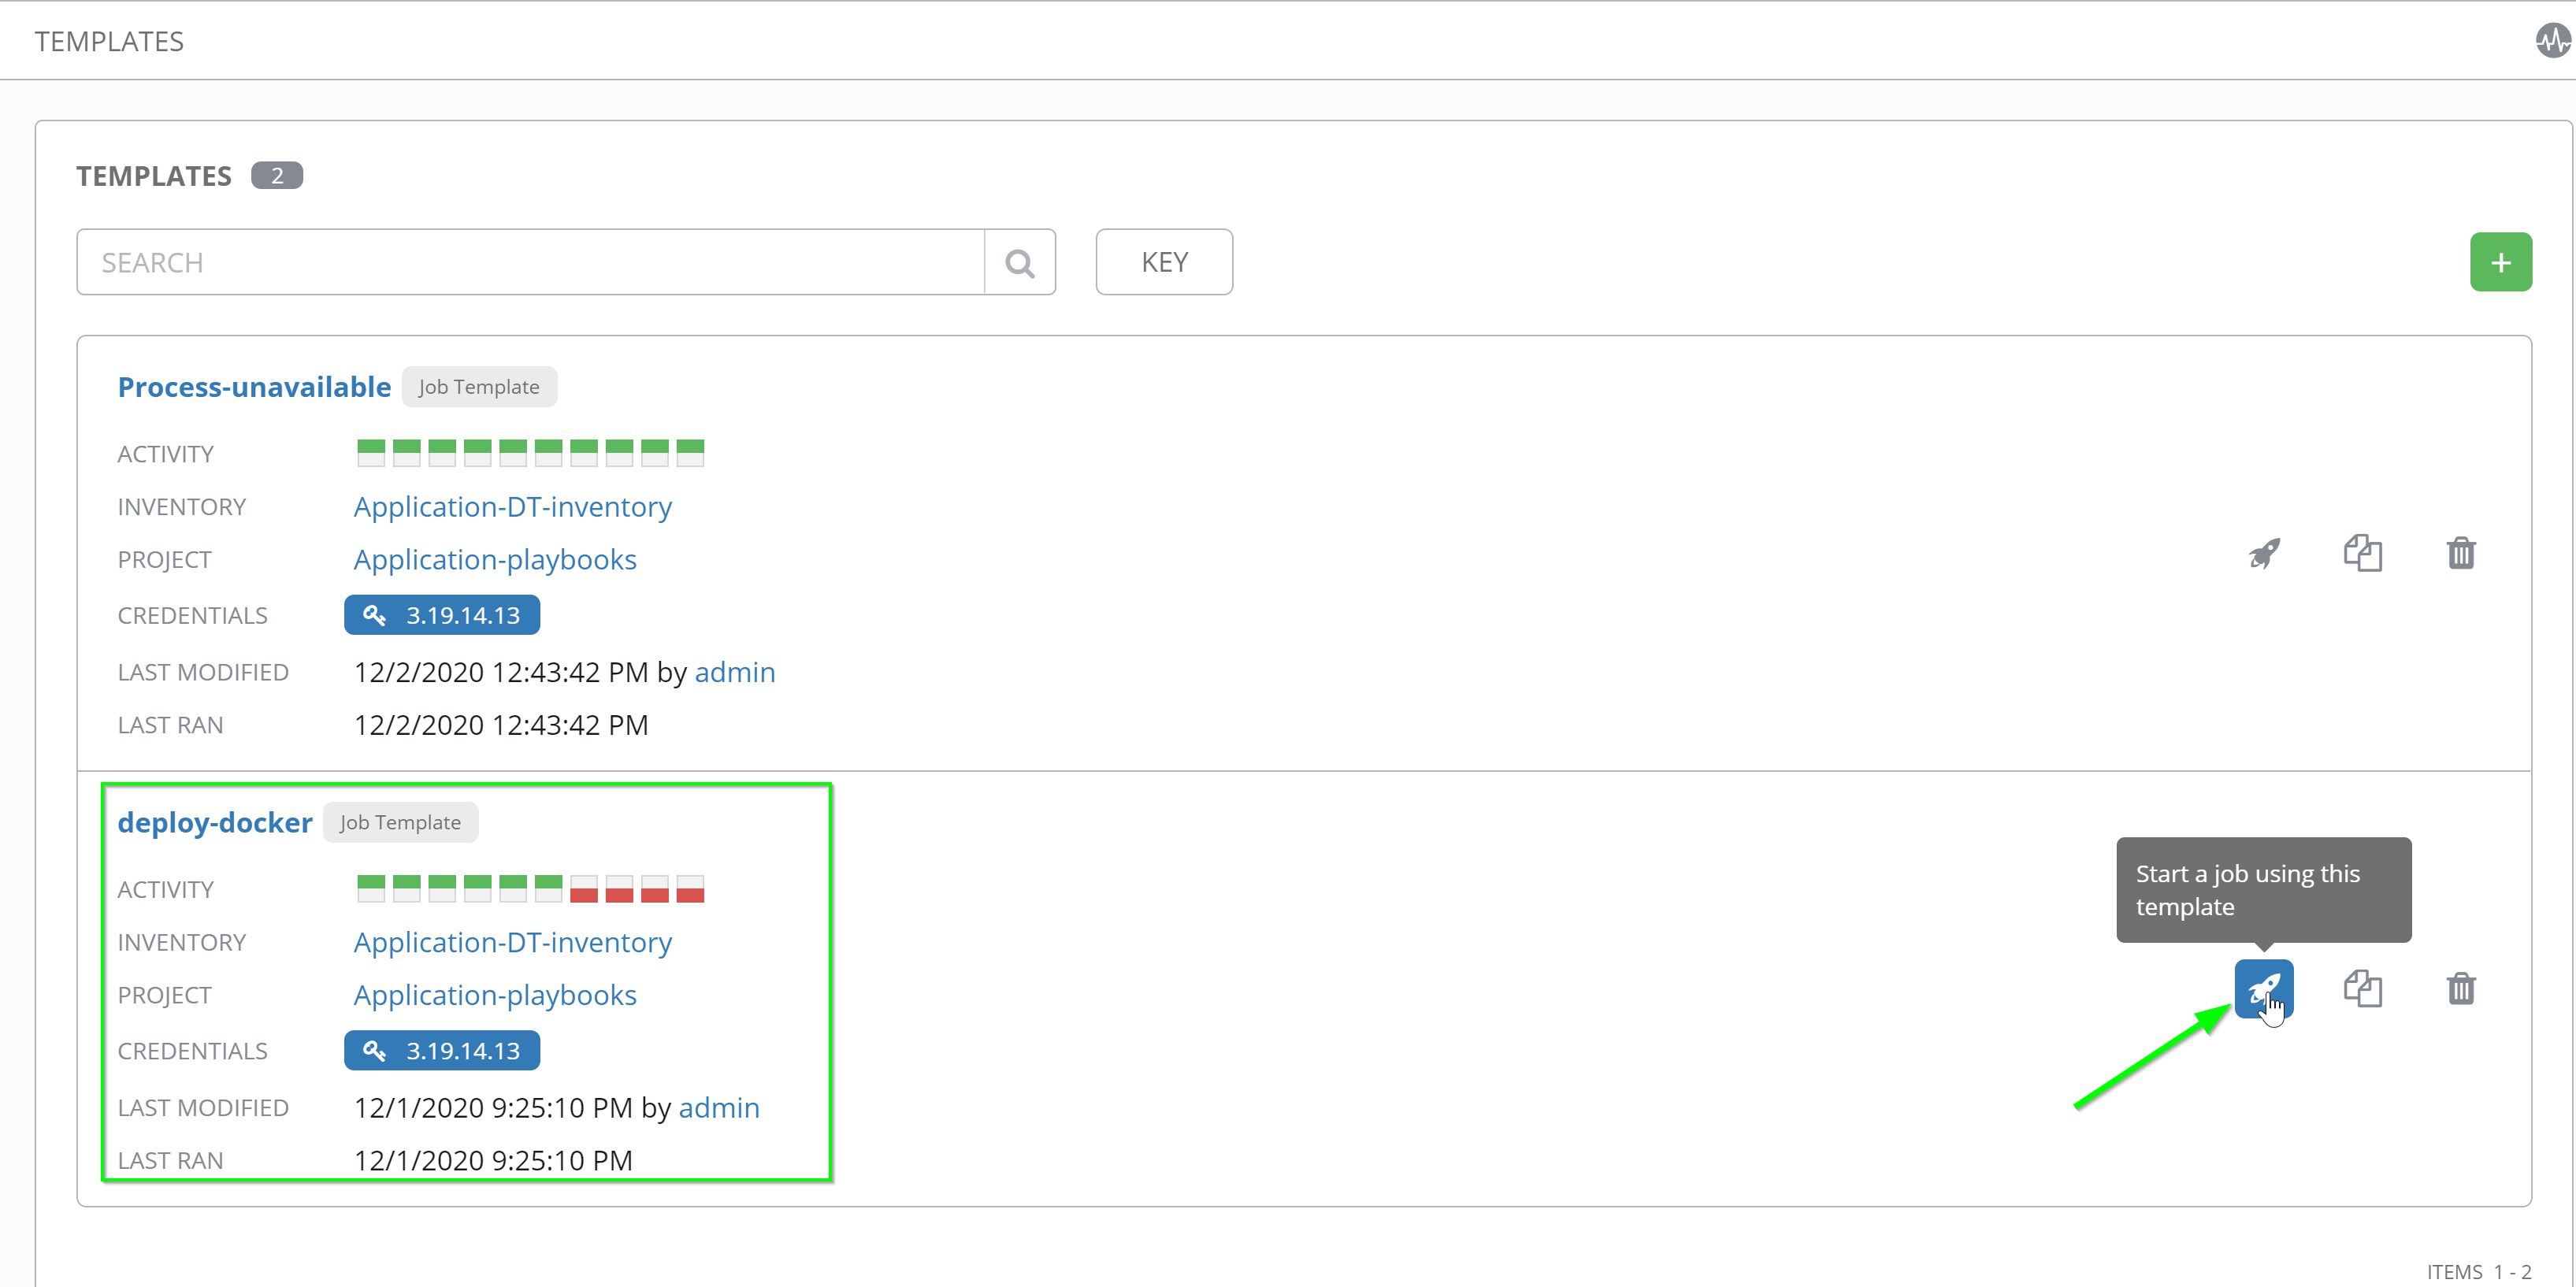 TEMPLATES
TEMPLATES 2
SEARCH KEY +
Process-unavailable Job Template
ACTIVITY
INVENTORY Application-DT-inventory
PROJECT Application-playbooks
CREDENTIALS 3.19.14.13
LAST MODIFIED 12/2/2020 12:43:42 PM by admin
LAST RAN 12/2/2020 12:43:42 PM
deploy-docker Job Template
ACTIVITY
INVENTORY Application-DT-inventory
PROJECT Application-playbooks
CREDENTIALS 3.19.14.13
LAST MODIFIED 12/1/2020 9:25:10 PM by admin
LAST RAN 12/1/2020 9:25:10 PM
Start a job using this
template
ITEMS 1 - 2